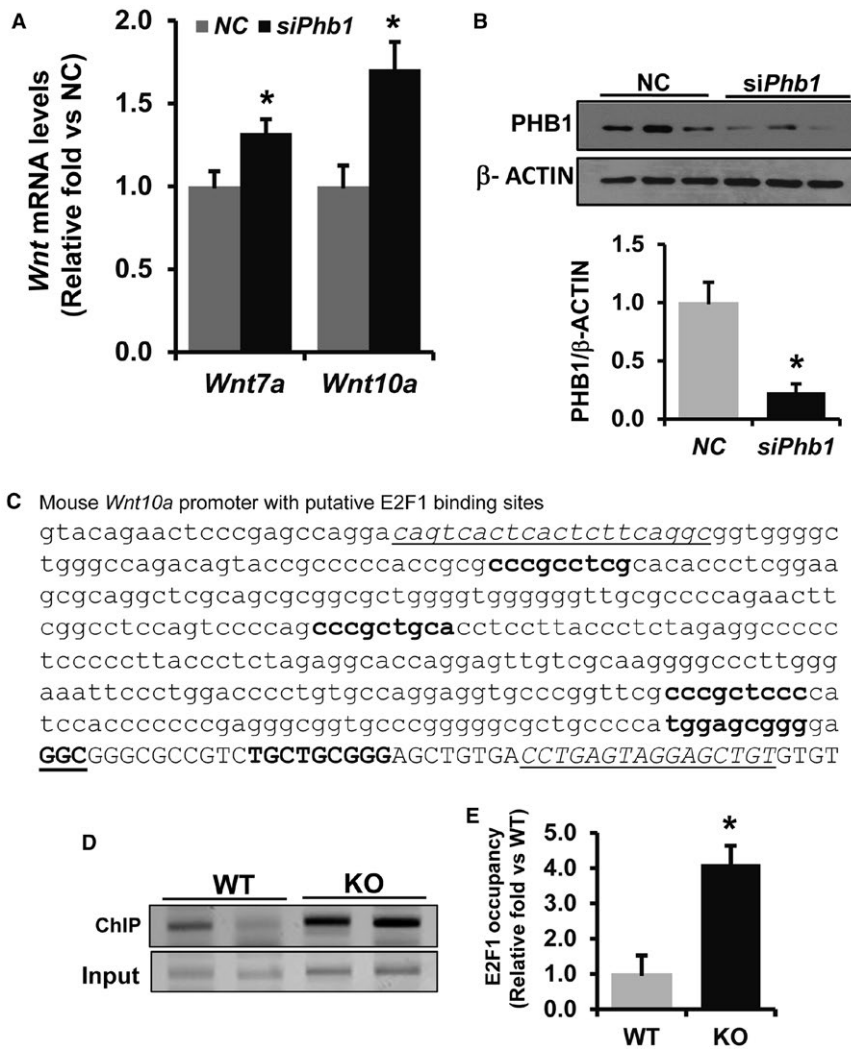 A
Wnt mRNA levels
(Relative fold vs NC)
2.0
1.5
1.0
0.5
0.0
NC siPhb1
*
*
Wnt7a Wnt10a
B
NC siPhb1
PHB1
β- ACTIN
PHB1/β-ACTIN
1.5
1.0
0.5
0.0
*
NC siPhb1
C Mouse Wnt10a promoter with putative E2F1 binding sites
gtacagaactcccgagccaggacagtcactcactcttcaggcggtggggc
tgggccagacagtaccgcccccaccgcgcccgcctcgcacaccctcggaa
gcgcaggctcgcagcgcggcgctggggtggggggttgcgccccagaactt
cggcctccagtccccagcccgctgcacctccttaccctctagaggccccc
tcccccttaccctctagaggcaccaggagttgtcgcaaggggcccttggg
aaattccctggaccctgtgccaggaggtgcccggttcgcccgctcccca
tccacccccccgagggcggtgcccgggggcgctgccccatggagcgggga
GGCGGGCGCCGTCTGCTGCGGGAGCTGTGACCTGAGTAGGAGCTGTGTGT
D
WT KO
ChIP
Input
E
E2F1 occupancy
(Relative fold vs WT)
5.0
4.0
3.0
2.0
1.0
0.0
*
WT KO